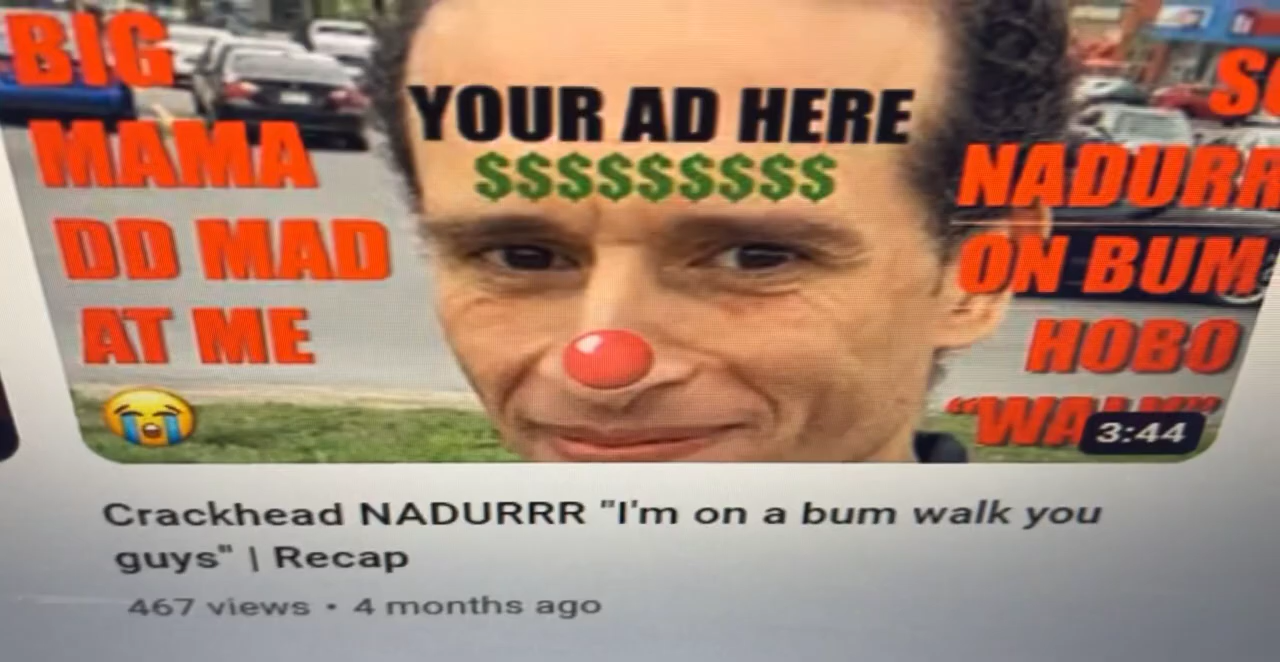 BIG
MAMA
DD MAD
AT ME
YOUR AD HERE
$$$$$$$$$
NADURR
ON BUM
HOBO
3:44
Crackhead NADURRR "I'm on a bum walk you
guys" | Recap
467 views • 4 months ago